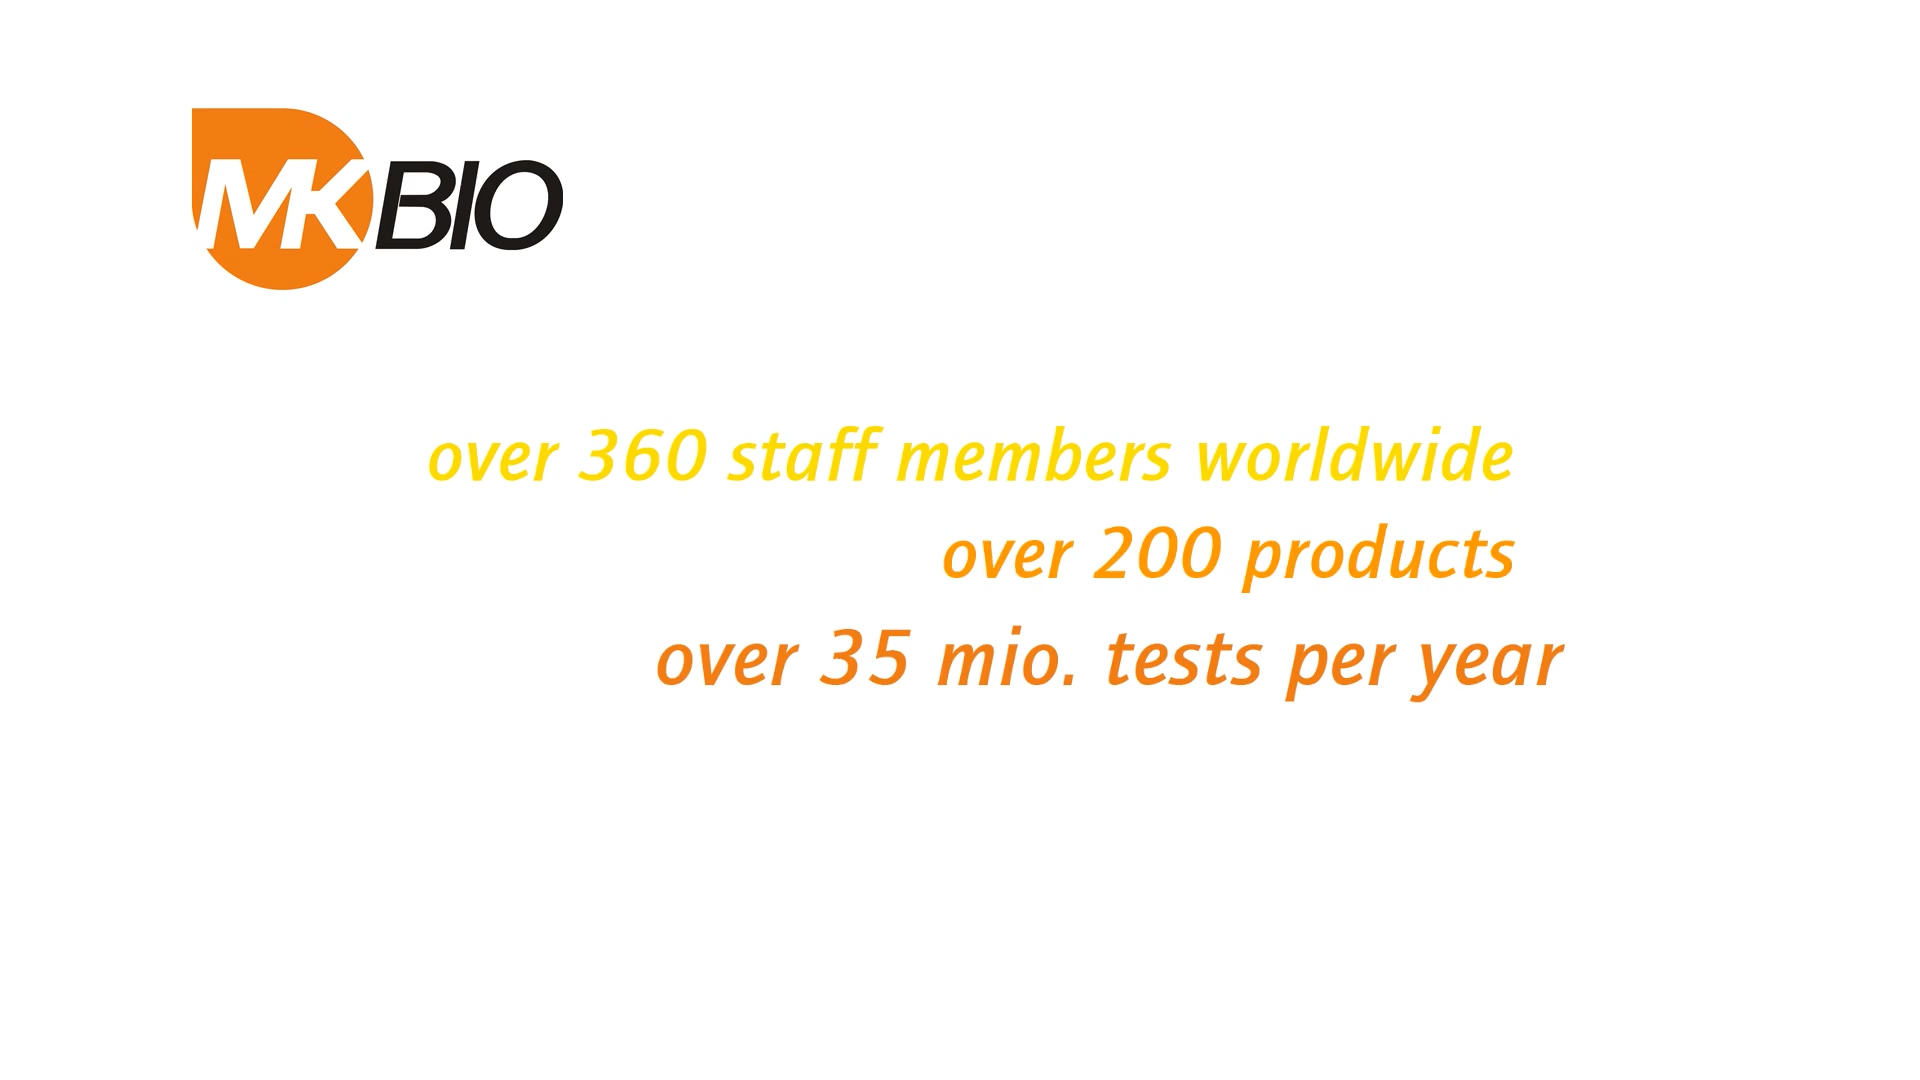 MKBIO
over 360 staff members worldwide
over 200 products
over 35 mio. tests per year